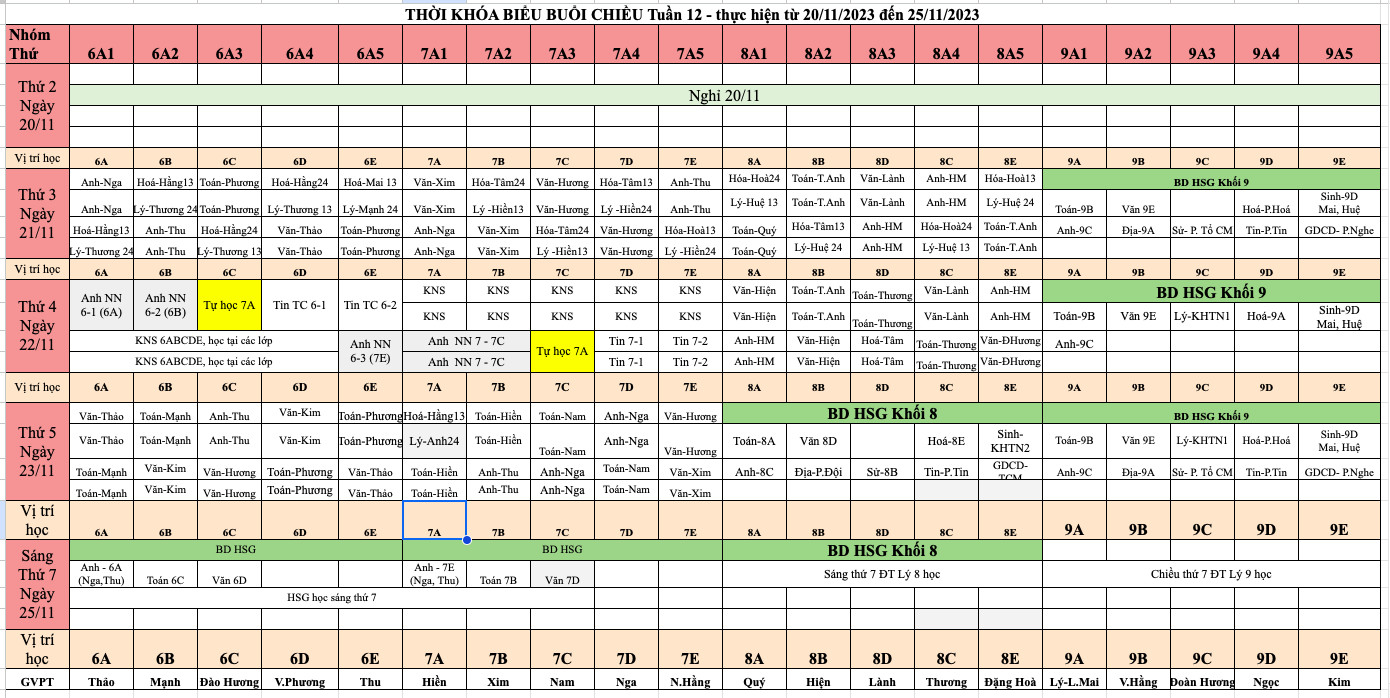 THỜI KHÓA BIỂU BUỔI CHIỀU Tuần 12 - thực hiện từ 20/11/2023 đến 25/11/2023
Nhóm
Thứ 6A1 6A2 6A3 6A4 6A5 7A1 7A2 7A3 7A4 7A5 8A1 8A2 8A3 8A4 8A5 9A1 9A2 9A3 9A4 9A5
Thứ 2
Ngày
20/11
Nghỉ 20/11
Vị trí học 6A 6B 6C 6D 6E 7A 7B 7C 7D 7E 8A 8B 8D 8C 8E 9A 9B 9C 9D 9E
Thứ 3
Ngày
21/11
Anh-Nga Hoá-Hằng13 Toán-Phương Hoá-Hằng24 Hoá-Mai 13 Văn-Xim Hóa-Tâm24 Văn-Hương Hóa-Tâm13 Anh-Thu Hóa-Hoà24 Toán-T.Anh Văn-Lành Anh-HM Hóa-Hoà13 BD HSG Khối 9
Anh-Nga Lý-Thương 24 Toán-Phương Lý-Thương 13 Lý-Mạnh 24 Văn-Xim Lý -Hiền13 Văn-Hương Lý -Hiền24 Anh-Thu Lý-Huệ 13 Toán-T.Anh Văn-Lành Anh-HM Lý-Huệ 24 Toán-9B Văn 9E Hoá-P.Hoá Sinh-9D
Mai, Huệ
Hoá-Hằng13 Anh-Thu Hoá-Hằng24 Văn-Thảo Toán-Phương Anh-Nga Văn-Xim Hóa-Tâm24 Văn-Hương Hóa-Hoà13 Toán-Quý Hóa-Tâm13 Anh-HM Hóa-Hoà24 Toán-T.Anh Anh-9C Địa-9A Sử- P. Tổ CM Tin-P.Tin GDCD- P.Nghe
Lý-Thương 24 Anh-Thu Lý-Thương 13 Văn-Thảo Toán-Phương Anh-Nga Văn-Xim Lý -Hiền13 Văn-Hương Lý -Hiền24 Toán-Quý Lý-Huệ 24 Anh-HM Lý-Huệ 13 Toán-T.Anh
Vị trí học 6A 6B 6C 6D 6E 7A 7B 7C 7D 7E 8A 8B 8D 8C 8E 9A 9B 9C 9D 9E
Thứ 4
Ngày
22/11
Anh NN
6-1 (6A)
Anh NN
6-2 (6B)
Tự học 7A Tin TC 6-1 Tin TC 6-2
KNS KNS KNS KNS KNS Văn-Hiện Toán-T.Anh Toán-Thương Văn-Lành Anh-HM BD HSG Khối 9
KNS KNS KNS KNS KNS Văn-Hiện Toán-T.Anh Toán-Thương Văn-Lành Anh-HM Toán-9B Văn 9E Lý-KHTN1 Hoá-9A Sinh-9D
Mai, Huệ
KNS 6ABCDE, học tại các lớp Anh NN
6-3 (7E)
Anh NN 7 - 7C Tự học 7A Tin 7-1 Tin 7-2 Anh-HM Văn-Hiện Hoá-Tâm Toán-Thương Văn-ĐHương Anh-9C
KNS 6ABCDE, học tại các lớp Anh NN 7 - 7C Tin 7-1 Tin 7-2 Anh-HM Văn-Hiện Hoá-Tâm Toán-Thương Văn-ĐHương
Vị trí học 6A 6B 6C 6D 6E 7A 7B 7C 7D 7E 8A 8B 8D 8C 8E 9A 9B 9C 9D 9E
Thứ 5
Ngày
23/11
Văn-Thảo Toán-Mạnh Anh-Thu Văn-Kim Toán-Phương Hoá-Hằng13 Toán-Hiền Toán-Nam Anh-Nga Văn-Hương BD HSG Khối 8 BD HSG Khối 9
Văn-Thảo Toán-Mạnh Anh-Thu Văn-Kim Toán-Phương Lý-Anh24 Toán-Hiền Toán-Nam Anh-Nga Văn-Hương Toán-8A Văn 8D Hoá-8E Sinh-
KHTN2 Toán-9B Văn 9E Lý-KHTN1 Hoá-P.Hoá Sinh-9D
Mai, Huệ
Toán-Mạnh Văn-Kim Văn-Hương Toán-Phương Văn-Thảo Toán-Hiền Anh-Thu Anh-Nga Toán-Nam Văn-Xim Anh-8C Địa-P.Đội Sử-8B Tin-P.Tin GDCD-
TCM Anh-9C Địa-9A Sử- P. Tổ CM Tin-P.Tin GDCD- P.Nghe
Toán-Mạnh Văn-Kim Văn-Hương Toán-Phương Văn-Thảo Toán-Hiền Anh-Thu Anh-Nga Toán-Nam Văn-Xim
Vị trí
học 6A 6B 6C 6D 6E 7A 7B 7C 7D 7E 8A 8B 8D 8C 8E 9A 9B 9C 9D 9E
Sáng
Thứ 7
Ngày
25/11
BD HSG BD HSG BD HSG Khối 8
Anh - 6A
(Nga,Thu) Toán 6C Văn 6D Anh - 7E
(Nga, Thu) Toán 7B Văn 7D Sáng thứ 7 ĐT Lý 8 học Chiều thứ 7 ĐT Lý 9 học
HSG học sáng thứ 7
Vị trí
học 6A 6B 6C 6D 6E 7A 7B 7C 7D 7E 8A 8B 8D 8C 8E 9A 9B 9C 9D 9E
GVPT Thảo Mạnh Đào Hương V.Phương Thu Hiền Xim Nam Nga N.Hằng Quý Hiện Lành Thương Đặng Hoà Lý-L.Mai V.Hằng Đoàn Hương Ngọc Kim